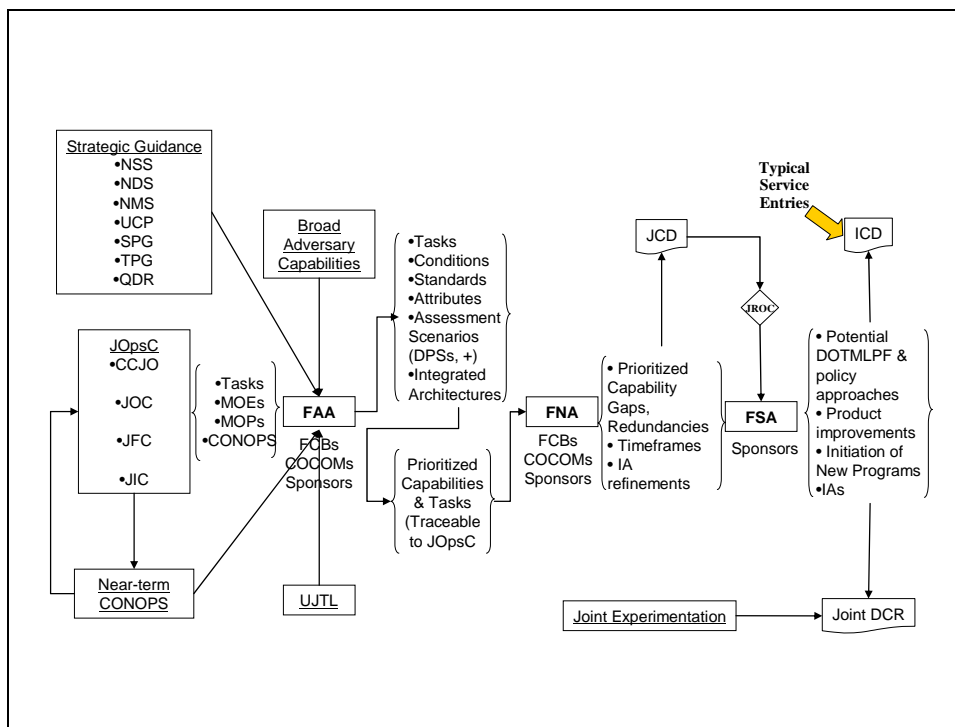 Strategic Guidance
•NSS
•NDS
•NMS
•UCP
•SPG
•TPG
•QDR
JOpsC
•CCJO
•JOC
•JFC
•JIC
Near-term
CONOPS
•Tasks
•MOEs
•MOPs
•CONOPS
Broad
Adversary
Capabilities
FAA
FCBs
COCOMs
Sponsors
UJTL
•Tasks
•Conditions
•Standards
•Attributes
•Assessment
Scenarios
(DPSs, +)
•Integrated
Architectures
Prioritized
Capabilities
& Tasks
(Traceable
to JOpsC
FNA
FCBs
COCOMs
Sponsors
• Prioritized
Capability
Gaps,
Redundancies
• Timeframes
• IA
refinements
JCD
JROC
FSA
Sponsors
Typical
Service
Entries
ICD
• Potential
DOTMLPF &
policy
approaches
• Product
improvements
• Initiation of
New Programs
•IAs
Joint Experimentation
Joint DCR